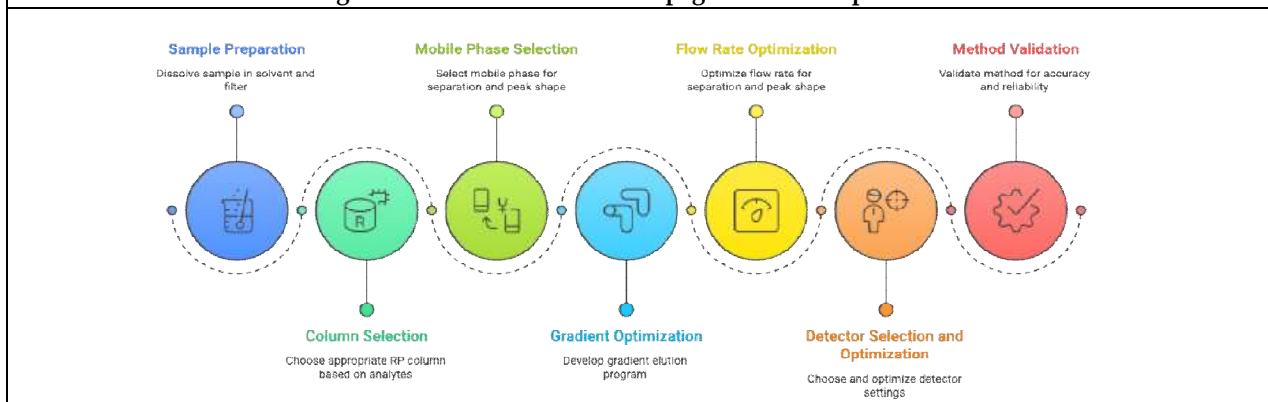 Sample Preparation
Dissolve sample in solvent and
filter
Mobile Phase Selection
Select mobile phase for
separation and peak shape
Flow Rate Optimization
Optimize flow rate for
separation and peak shape
Method Validation
Validate method for accuracy
and reliability
R
Column Selection
Choose appropriate RP column
based on analytes
Gradient Optimization
Develop gradient elution
program
Detector Selection and
Optimization
Choose and optimize detector
settings